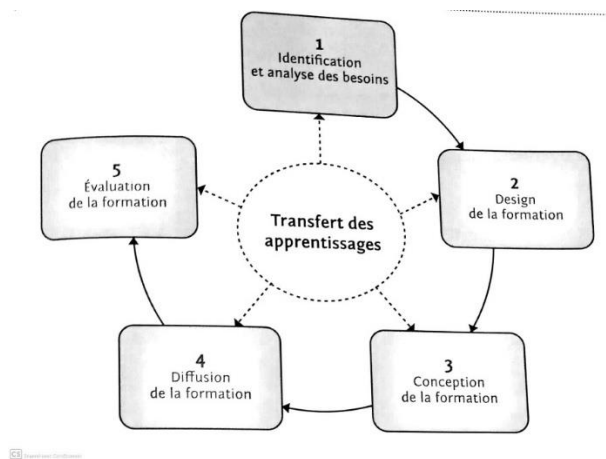 1
Identification
et analyse des besoins
2
Design
de la formation
3
Conception
de la formation
4
Diffusion
de la formation
5
Évaluation
de la formation
Transfert des
apprentissages
CS